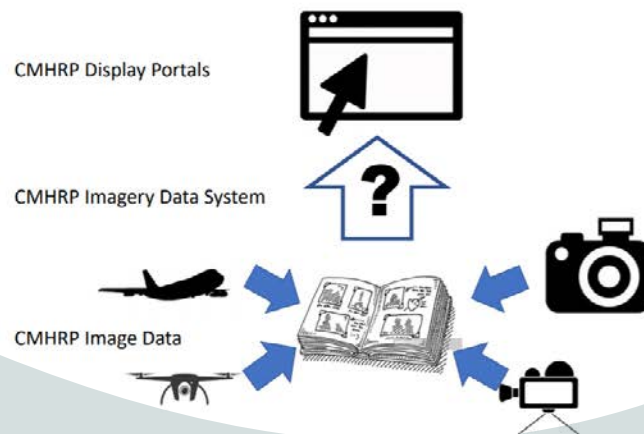 CMHRP Display Portals
?
CMHRP Imagery Data System
CMHRP Image Data